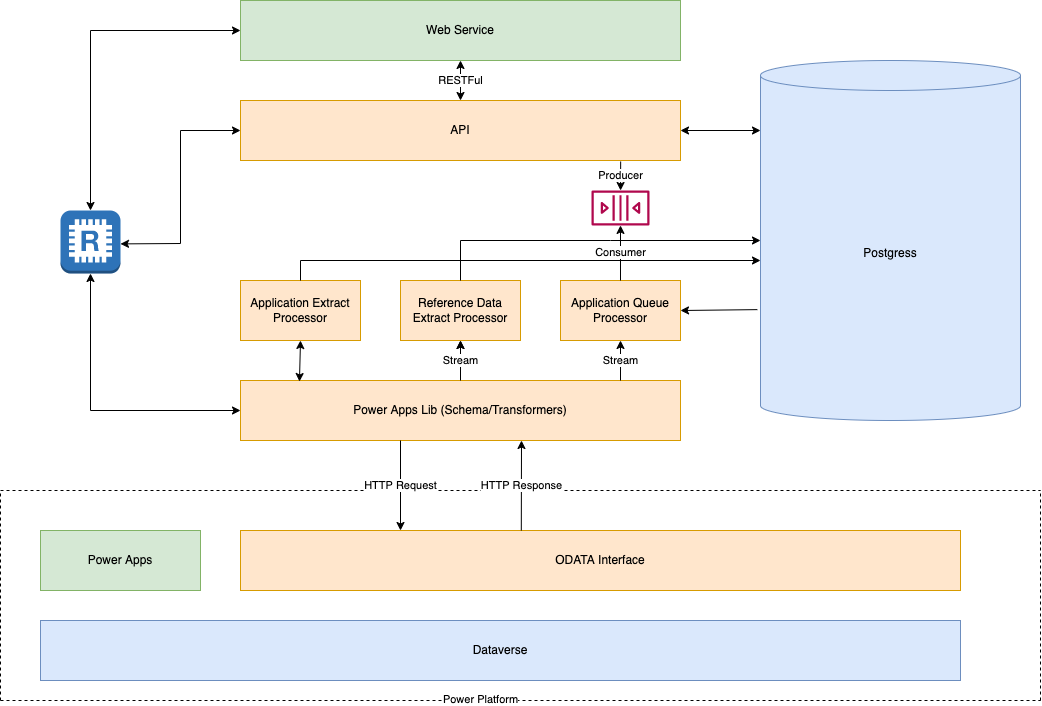 Web Service
RESTFul
API
Producer
R
Consumer
Postgress
Application Extract
Processor
Reference Data
Extract Processor
Application Queue
Processor
Stream
Stream
Power Apps Lib (Schema/Transformers)
HTTP Request
HTTP Response
Power Apps
ODATA Interface
Dataverse
Power Platform